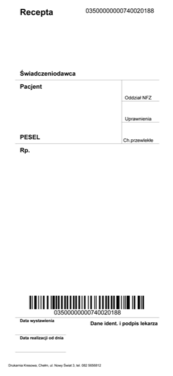 Recepta 0350000000740020188
Świadczeniodawca
Pacjent
Oddział NFZ
Uprawnienia
PESEL
Ch.przewlekłe
Rp.
0350000000740020188
Data wystawienia
Dane ident. i podpis lekarza
Data realizacji od dnia